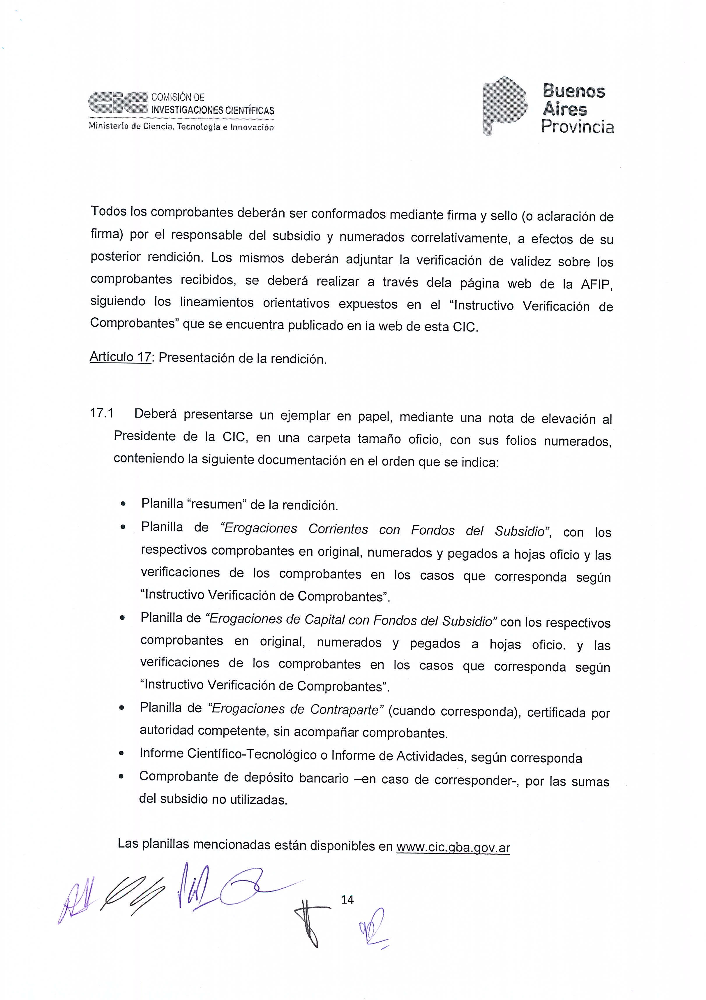 CIC COMISIÓN DE
INVESTIGACIONES CIENTÍFICAS
Ministerio de Ciencia, Tecnología e Innovación
Buenos
Aires
Provincia
Todos los comprobantes deberán ser conformados mediante firma y sello (o aclaración de
firma) por el responsable del subsidio y numerados correlativamente, a efectos de su
posterior rendición. Los mismos deberán adjuntar la verificación de validez sobre los
comprobantes recibidos, se deberá realizar a través dela página web de la AFIP,
siguiendo los lineamientos orientativos expuestos en el “Instructivo Verificación de
Comprobantes” que se encuentra publicado en la web de esta CIC.
Artículo 17: Presentación de la rendición.
17.1 Deberá presentarse un ejemplar en papel, mediante una nota de elevación al
Presidente de la CIC, en una carpeta tamaño oficio, con sus folios numerados,
conteniendo la siguiente documentación en el orden que se indica:
• Planilla “resumen” de la rendición.
• Planilla de “Erogaciones Corrientes con Fondos del Subsidio”, con los
respectivos comprobantes en original, numerados y pegados a hojas oficio y las
verificaciones de los comprobantes en los casos que corresponda según
“Instructivo Verificación de Comprobantes”.
• Planilla de “Erogaciones de Capital con Fondos del Subsidio” con los respectivos
comprobantes en original, numerados y pegados a hojas oficio. y las
verificaciones de los comprobantes en los casos que corresponda según
“Instructivo Verificación de Comprobantes”.
• Planilla de “Erogaciones de Contraparte” (cuando corresponda), certificada por
autoridad competente, sin acompañar comprobantes.
• Informe Científico-Tecnológico o Informe de Actividades, según corresponda
• Comprobante de depósito bancario –en caso de corresponder-, por las sumas
del subsidio no utilizadas.
Las planillas mencionadas están disponibles en www.cic.gba.gov.ar
14